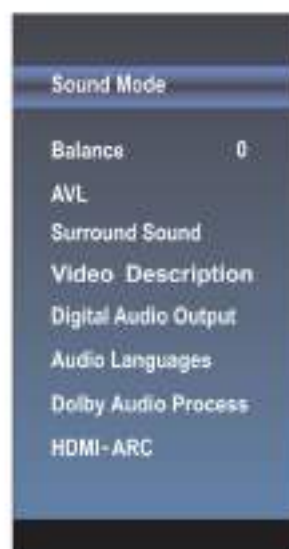 Sound Mode
Balance 0
AVL
Surround Sound
Video Description
Digital Audio Output
Audio Languages
Dolby Audio Process
HDMI-ARC